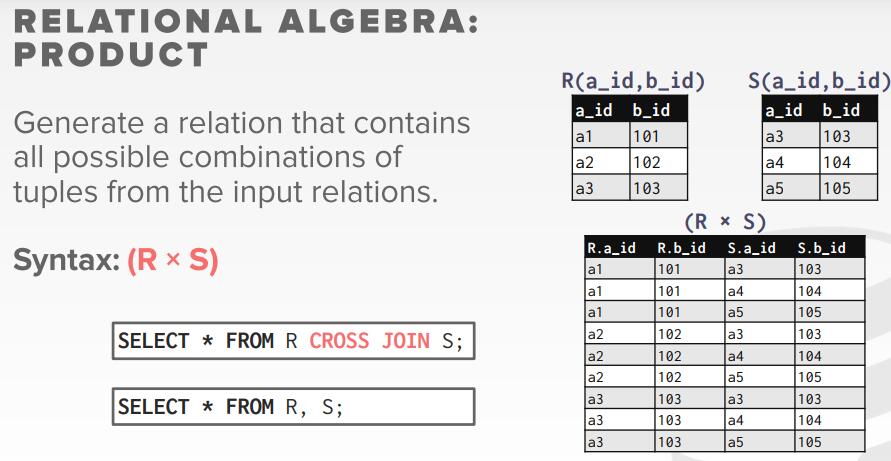 RELATIONAL ALGEBRA:
PRODUCT
Generate a relation that contains
all possible combinations of
tuples from the input relations.
Syntax: (R × S)
SELECT * FROM R CROSS JOIN S;
SELECT * FROM R, S;
R(a_id,b_id)
a_id b_id
a1 101
a2 102
a3 103
S(a_id,b_id)
a_id b_id
a3 103
a4 104
a5 105
(R × S)
R.a_id R.b_id S.a_id S.b_id
a1 101 a3 103
a1 101 a4 104
a1 101 a5 105
a2 102 a3 103
a2 102 a4 104
a2 102 a5 105
a3 103 a3 103
a3 103 a4 104
a3 103 a5 105